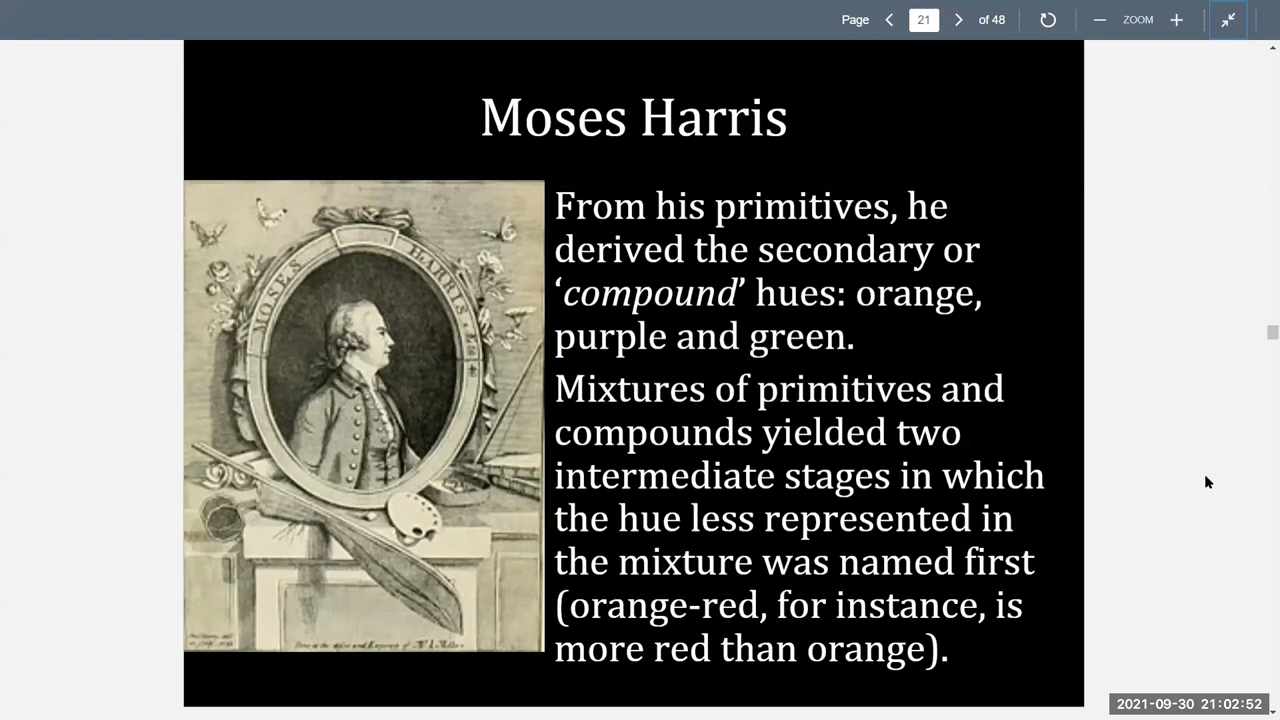 Page 21 of 48 ZOOM
Moses Harris
From his primitives, he
derived the secondary or
‘compound’ hues: orange,
purple and green.
Mixtures of primitives and
compounds yielded two
intermediate stages in which
the hue less represented in
the mixture was named first
(orange-red, for instance, is
more red than orange).
MOSES HARRIS
2021-09-30 21:02:52